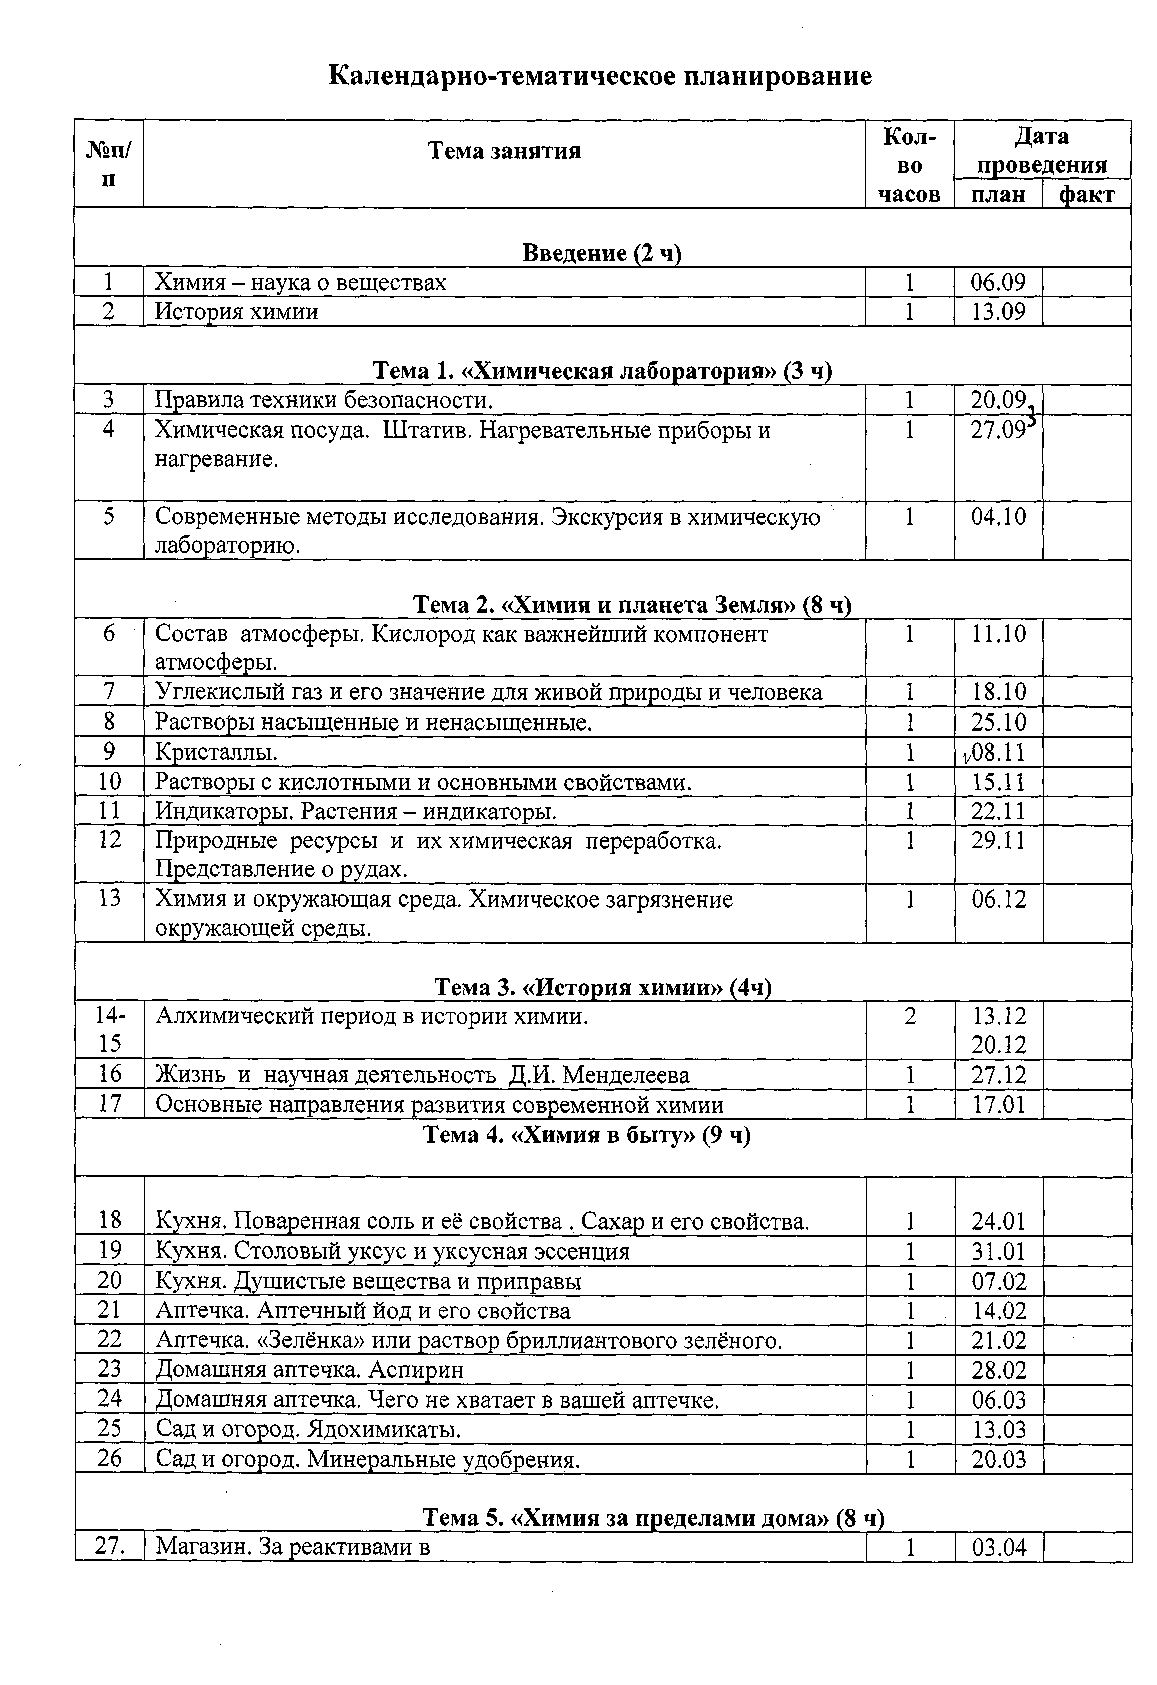 Календарно-тематическое планирование
№п/п Тема занятия Кол-во часов Дата проведения
план факт
Введение (2 ч)
1 Химия – наука о веществах 1 06.09
2 История химии 1 13.09
Тема 1. «Химическая лаборатория» (3 ч)
3 Правила техники безопасности. 1 20.09
4 Химическая посуда. Штатив. Нагревательные приборы и 1 27.09
нагревание.
5 Современные методы исследования. Экскурсия в химическую 1 04.10
лабораторию.
Тема 2. «Химия и планета Земля» (8 ч)
6 Состав атмосферы. Кислород как важнейший компонент 1 11.10
атмосферы.
7 Углекислый газ и его значение для живой природы и человека 1 18.10
8 Растворы насыщенные и ненасыщенные. 1 25.10
9 Кристаллы. 1 08.11
10 Растворы с кислотными и основными свойствами. 1 15.11
11 Индикаторы. Растения – индикаторы. 1 22.11
12 Природные ресурсы и их химическая переработка. 1 29.11
Представление о рудах.
13 Химия и окружающая среда. Химическое загрязнение 1 06.12
окружающей среды.
Тема 3. «История химии» (4ч)
14- Алхимический период в истории химии. 2 13.12
15 20.12
16 Жизнь и научная деятельность Д.И. Менделеева 1 27.12
17 Основные направления развития современной химии 1 17.01
Тема 4. «Химия в быту» (9 ч)
18 Кухня. Поваренная соль и её свойства . Сахар и его свойства. 1 24.01
19 Кухня. Столовый уксус и уксусная эссенция 1 31.01
20 Кухня. Душистые вещества и приправы 1 07.02
21 Аптечка. Аптечный йод и его свойства 1 14.02
22 Аптечка. «Зелёнка» или раствор бриллиантового зелёного. 1 21.02
23 Домашняя аптечка. Аспирин 1 28.02
24 Домашняя аптечка. Чего не хватает в вашей аптечке. 1 06.03
25 Сад и огород. Ядохимикаты. 1 13.03
26 Сад и огород. Минеральные удобрения. 1 20.03
Тема 5. «Химия за пределами дома» (8 ч)
27. Магазин. За реактивами в 1 03.04